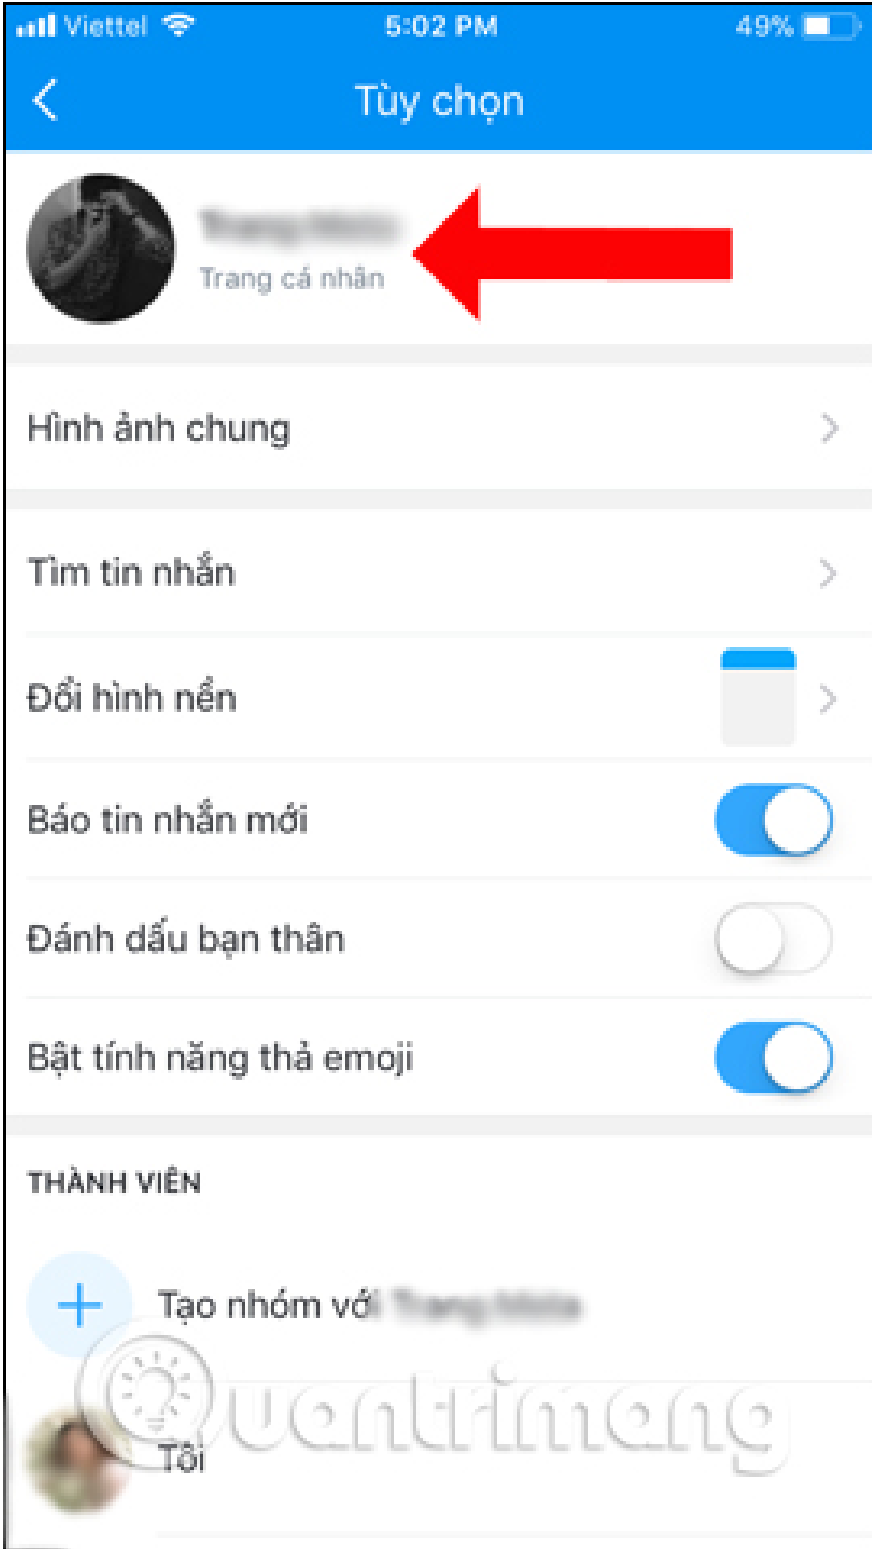 Viettel 5:02 PM 49%
Tùy chọn
Trang cá nhân
Hình ảnh chung
Tìm tin nhắn
Đổi hình nền
Báo tin nhắn mới
Đánh dấu bạn thân
Bật tính năng thả emoji
THÀNH VIÊN
Tạo nhóm với
Quantrimang
Tôi